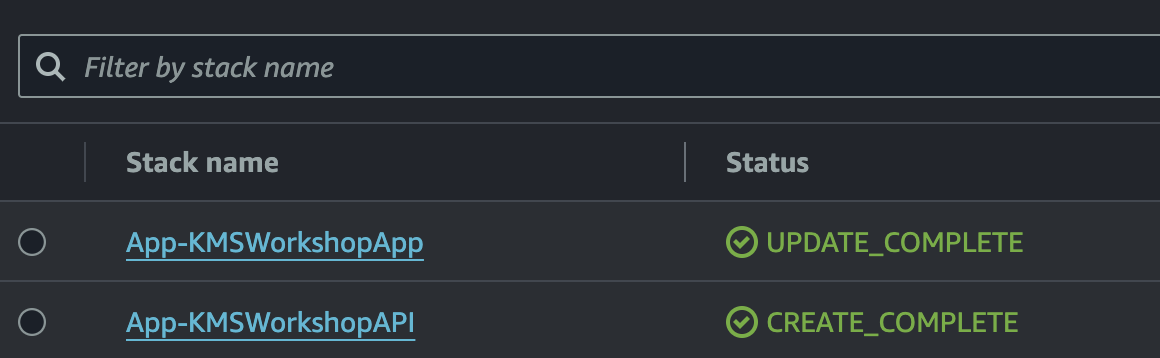 Filter by stack name
Stack name Status
App-KMSWorkshopApp UPDATE_COMPLETE
App-KMSWorkshopAPI CREATE_COMPLETE